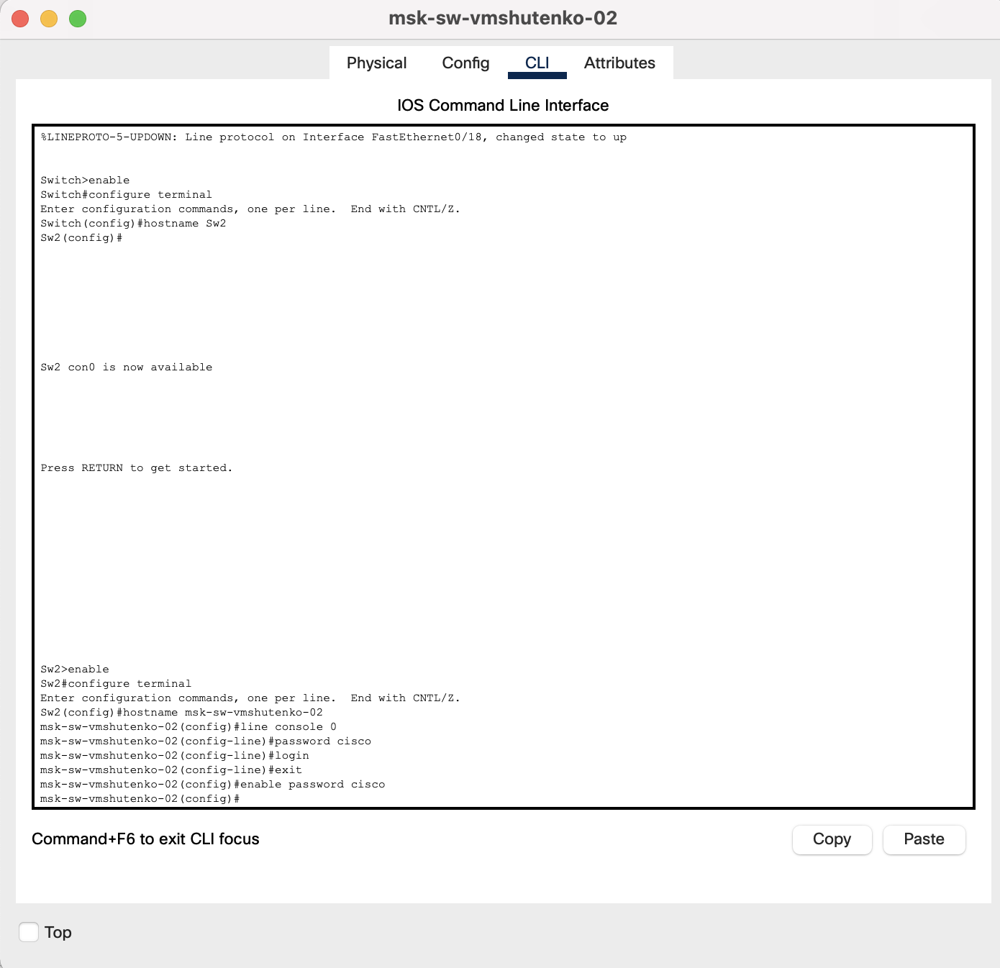 msk-sw-vmshutenko-02
Physical Config CLI Attributes
IOS Command Line Interface
%LINEPROTO-5-UPDOWN: Line protocol on Interface FastEthernet0/18, changed state to up
Switch>enable
Switch#configure terminal
Enter configuration commands, one per line.  End with CNTL/Z.
Switch(config)#hostname Sw2
Sw2(config)#
Sw2 con0 is now available
Press RETURN to get started.
Sw2>enable
Sw2#configure terminal
Enter configuration commands, one per line.  End with CNTL/Z.
Sw2(config)#hostname msk-sw-vmshutenko-02
msk-sw-vmshutenko-02(config)#line console 0
msk-sw-vmshutenko-02(config-line)#password cisco
msk-sw-vmshutenko-02(config-line)#login
msk-sw-vmshutenko-02(config-line)#exit
msk-sw-vmshutenko-02(config)#enable password cisco
msk-sw-vmshutenko-02(config)#
Command+F6 to exit CLI focus
Copy Paste
Top